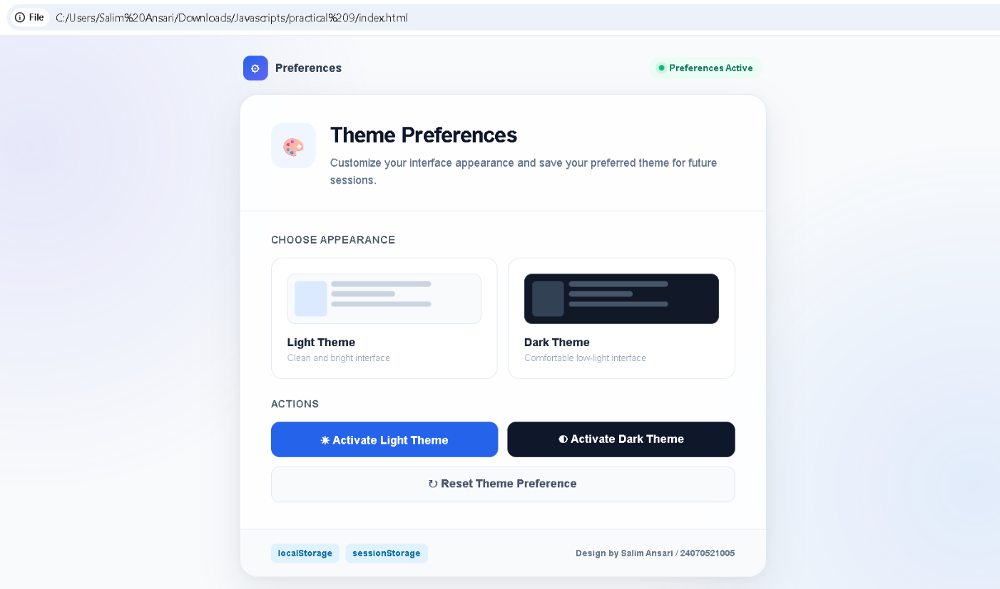 File C:/Users/Salim%20Ansari/Downloads/Javascripts/practical%209/index.html
⚙ Preferences
Preferences Active
Theme Preferences
Customize your interface appearance and save your preferred theme for future
sessions.
CHOOSE APPEARANCE
Light Theme
Clean and bright interface
Dark Theme
Comfortable low-light interface
ACTIONS
☀ Activate Light Theme
◐ Activate Dark Theme
↻ Reset Theme Preference
localStorage
sessionStorage
Design by Salim Ansari / 24070521005